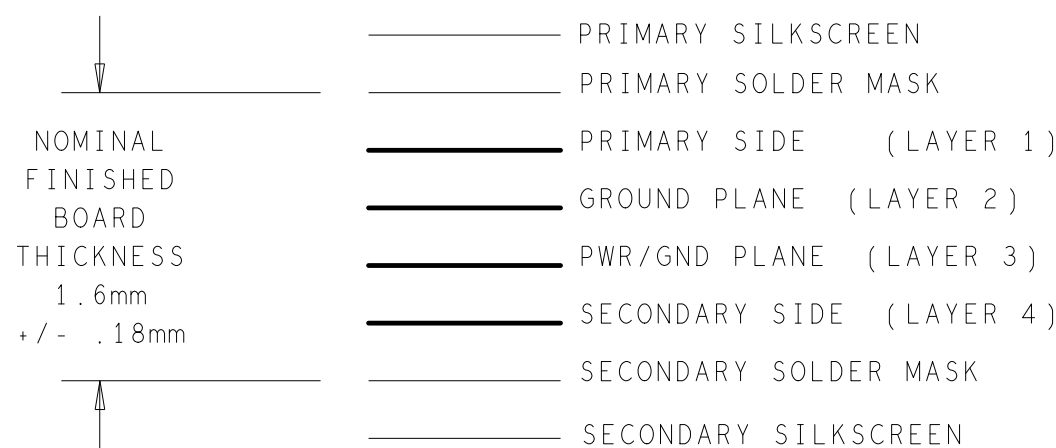 PRIMARY SILKSCREEN
PRIMARY SOLDER MASK
PRIMARY SIDE (LAYER 1)
GROUND PLANE (LAYER 2)
PWR/GND PLANE (LAYER 3)
SECONDARY SIDE (LAYER 4)
SECONDARY SOLDER MASK
SECONDARY SILKSCREEN
NOMINAL
FINISHED
BOARD
THICKNESS
1.6mm
+/- .18mm